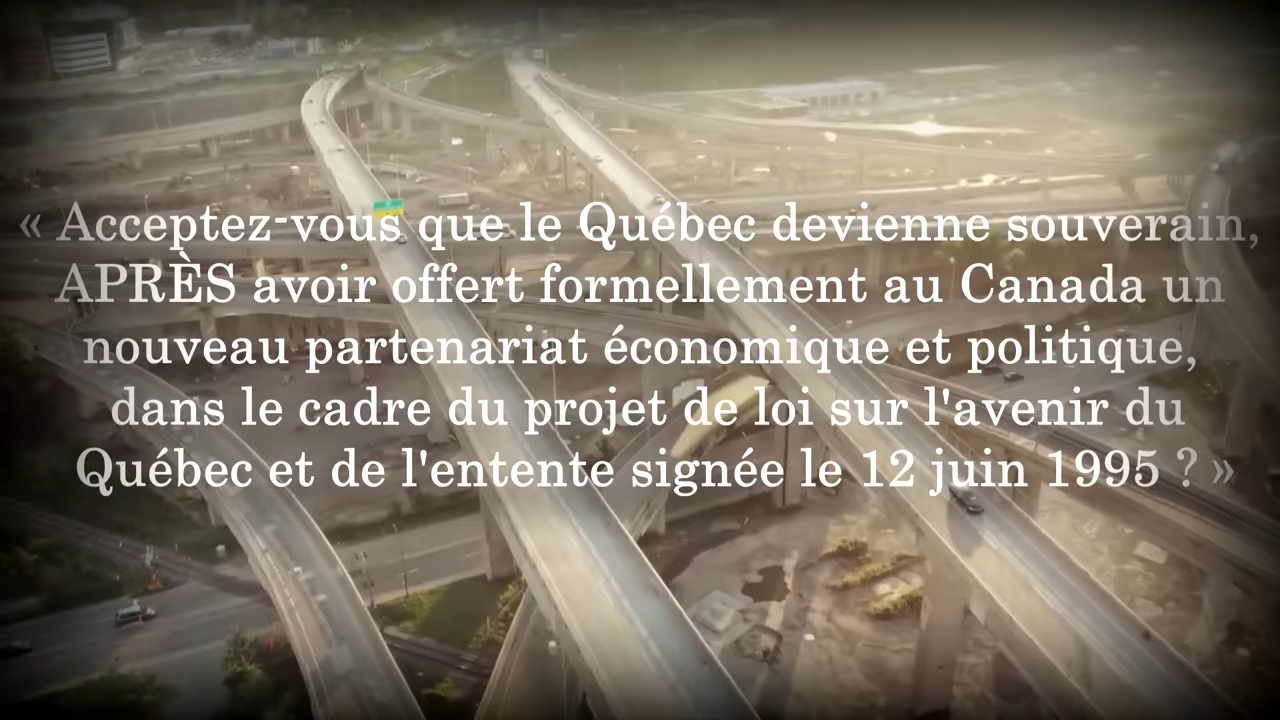 « Acceptez-vous que le Québec devienne souverain,
APRÈS avoir offert formellement au Canada un
nouveau partenariat économique et politique,
dans le cadre du projet de loi sur l'avenir du
Québec et de l'entente signée le 12 juin 1995 ? »